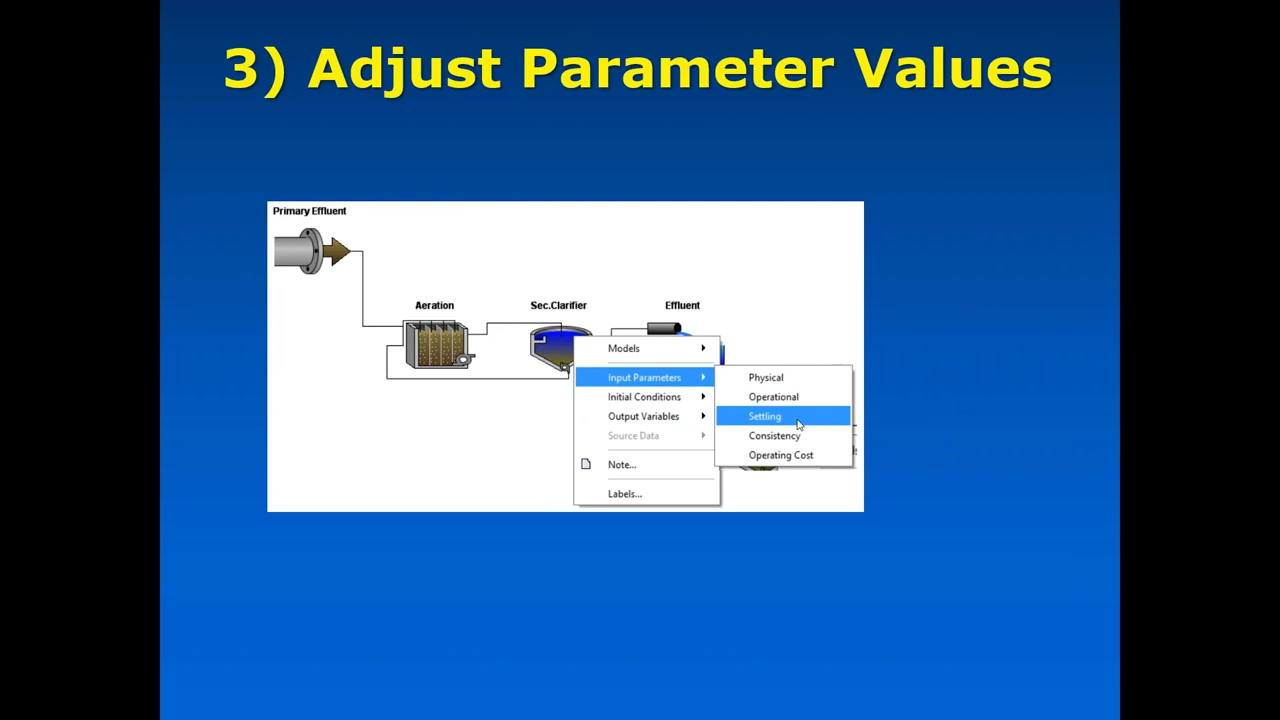 3) Adjust Parameter Values
Primary Effluent
Aeration
Sec.Clarifier
Effluent
Models
Input Parameters
Initial Conditions
Output Variables
Source Data
Note...
Labels...
Physical
Operational
Settling
Consistency
Operating Cost